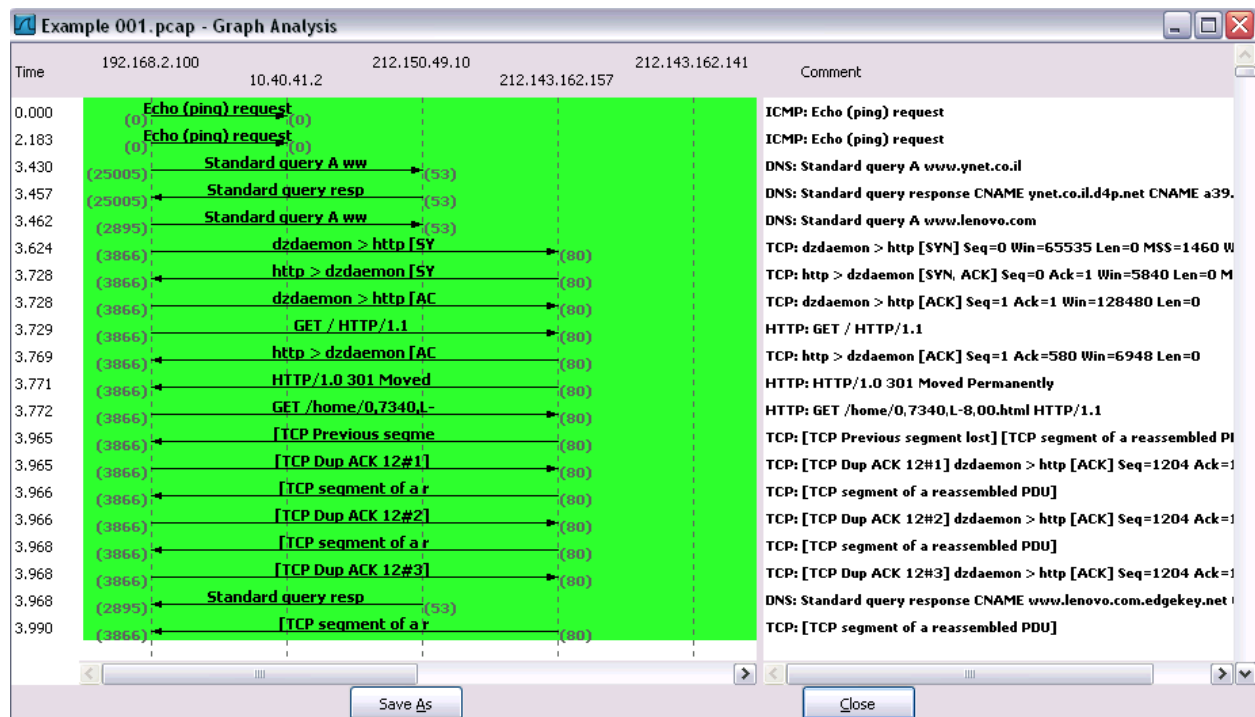 Example 001.pcap - Graph Analysis
Time 192.168.2.100 10.40.41.2 212.150.49.10 212.143.162.157 212.143.162.141 Comment
0.000 Echo (ping) request (0) (0) ICMP: Echo (ping) request
2.183 Echo (ping) request (0) (0) ICMP: Echo (ping) request
3.430 Standard query A ww (25005) (53) DNS: Standard query A www.ynet.co.il
3.457 Standard query resp (25005) (53) DNS: Standard query response CNAME ynet.co.il.d4p.net CNAME a39.
3.462 Standard query A ww (2895) (53) DNS: Standard query A www.lenovo.com
3.624 dzdaemon > http [SY (3866) (80) TCP: dzdaemon > http [SYN] Seq=0 Win=65535 Len=0 MSS=1460 W
3.728 http > dzdaemon [SY (3866) (80) TCP: http > dzdaemon [SYN, ACK] Seq=0 Ack=1 Win=5840 Len=0 M
3.728 dzdaemon > http [AC (3866) (80) TCP: dzdaemon > http [ACK] Seq=1 Ack=1 Win=128480 Len=0
3.729 GET / HTTP/1.1 (3866) (80) HTTP: GET / HTTP/1.1
3.769 http > dzdaemon [AC (3866) (80) TCP: http > dzdaemon [ACK] Seq=1 Ack=580 Win=6948 Len=0
3.771 HTTP/1.0 301 Moved (3866) (80) HTTP: HTTP/1.0 301 Moved Permanently
3.772 GET /home/0,7340,L- (3866) (80) HTTP: GET /home/0,7340,L-8,00.html HTTP/1.1
3.965 [TCP Previous segme (3866) (80) TCP: [TCP Previous segment lost] [TCP segment of a reassembled P
3.965 [TCP Dup ACK 12#1] (3866) (80) TCP: [TCP Dup ACK 12#1] dzdaemon > http [ACK] Seq=1204 Ack=1
3.966 [TCP segment of a r (3866) (80) TCP: [TCP segment of a reassembled PDU]
3.966 [TCP Dup ACK 12#2] (3866) (80) TCP: [TCP Dup ACK 12#2] dzdaemon > http [ACK] Seq=1204 Ack=1
3.968 [TCP segment of a r (3866) (80) TCP: [TCP segment of a reassembled PDU]
3.968 [TCP Dup ACK 12#3] (3866) (80) TCP: [TCP Dup ACK 12#3] dzdaemon > http [ACK] Seq=1204 Ack=1
3.968 Standard query resp (2895) (53) DNS: Standard query response CNAME www.lenovo.com.edgekey.net
3.990 [TCP segment of a r (3866) (80) TCP: [TCP segment of a reassembled PDU]
Save As Close